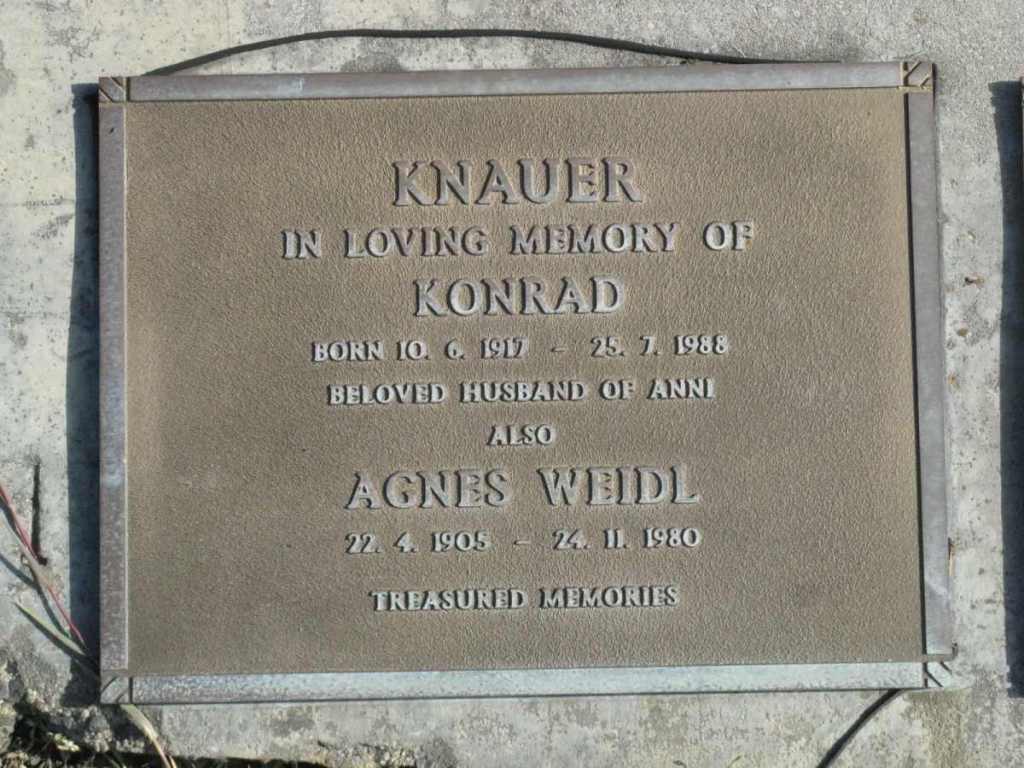 KNAUER
IN LOVING MEMORY OF
KONRAD
BORN 10. 6. 1917 - 25. 7. 1988
BELOVED HUSBAND OF ANNI
ALSO
AGNES WEIDL
22. 4. 1905 - 24. 11. 1980
TREASURED MEMORIES